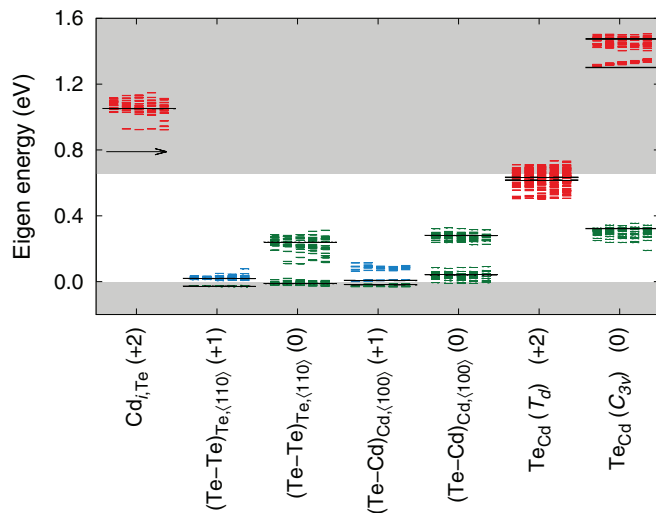 Eigen energy (eV)
1.6
1.2
0.8
0.4
0.0
Cd_{i,Te} (+2)
(Te−Te)_{Te,⟨110⟩} (+1)
(Te−Te)_{Te,⟨110⟩} (0)
(Te−Cd)_{Cd,⟨100⟩} (+1)
(Te−Cd)_{Cd,⟨100⟩} (0)
Te_{Cd} (T_d) (+2)
Te_{Cd} (C_{3v}) (0)